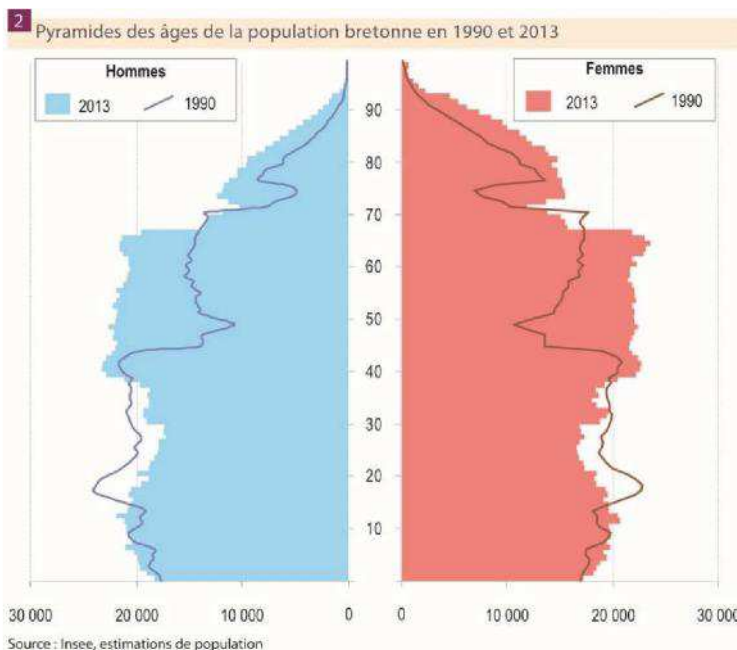 2
Pyramides des âges de la population bretonne en 1990 et 2013
Hommes
2013 1990
Femmes
2013 1990
90
80
70
60
50
40
30
20
10
30 000 20 000 10 000 0 0 10 000 20 000 30 000
Source : Insee, estimations de population